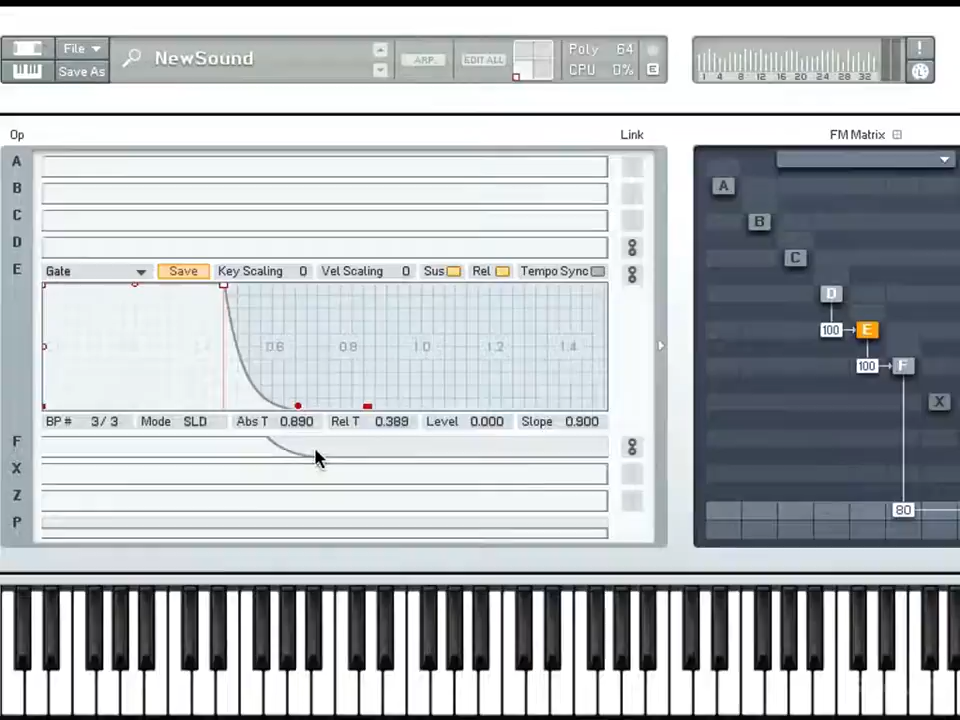 File NewSound ARP. EDIT ALL Poly 64
Save As CPU 0% E
1 4 8 12 16 20 24 28 32 !
Op Link FM Matrix
A
B
C
D
E Gate Save Key Scaling 0 Vel Scaling 0 Sus Rel Tempo Sync
0.6 0.8 1.0 1.2 1.4
BP # 3/ 3 Mode SLD Abs T 0.890 Rel T 0.389 Level 0.000 Slope 0.900
F
X
Z
P
A
B
C
D
100 E
100 F
X
80